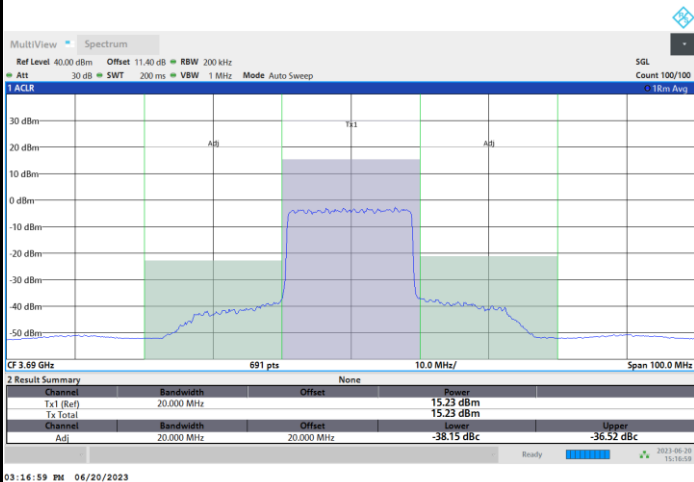 MultiView Spectrum
Ref Level 40.00 dBm Offset 11.40 dB RBW 200 kHz SGL
Att 30 dB SWT 200 ms VBW 1 MHz Mode Auto Sweep Count 100/100
1 ACLR 1Rm Avg
30 dBm
Tx1
20 dBm
Adj Adj
10 dBm
0 dBm
-10 dBm
-20 dBm
-30 dBm
-40 dBm
-50 dBm
CF 3.69 GHz 691 pts 10.0 MHz/ Span 100.0 MHz
2 Result Summary None
Channel Bandwidth Offset Power
Tx1 (Ref) 20.000 MHz 15.23 dBm
Tx Total 15.23 dBm
Channel Bandwidth Offset Lower Upper
Adj 20.000 MHz 20.000 MHz -38.15 dBc -36.52 dBc
Ready 2023-06-20
15:16:59
03:16:59 PM 06/20/2023